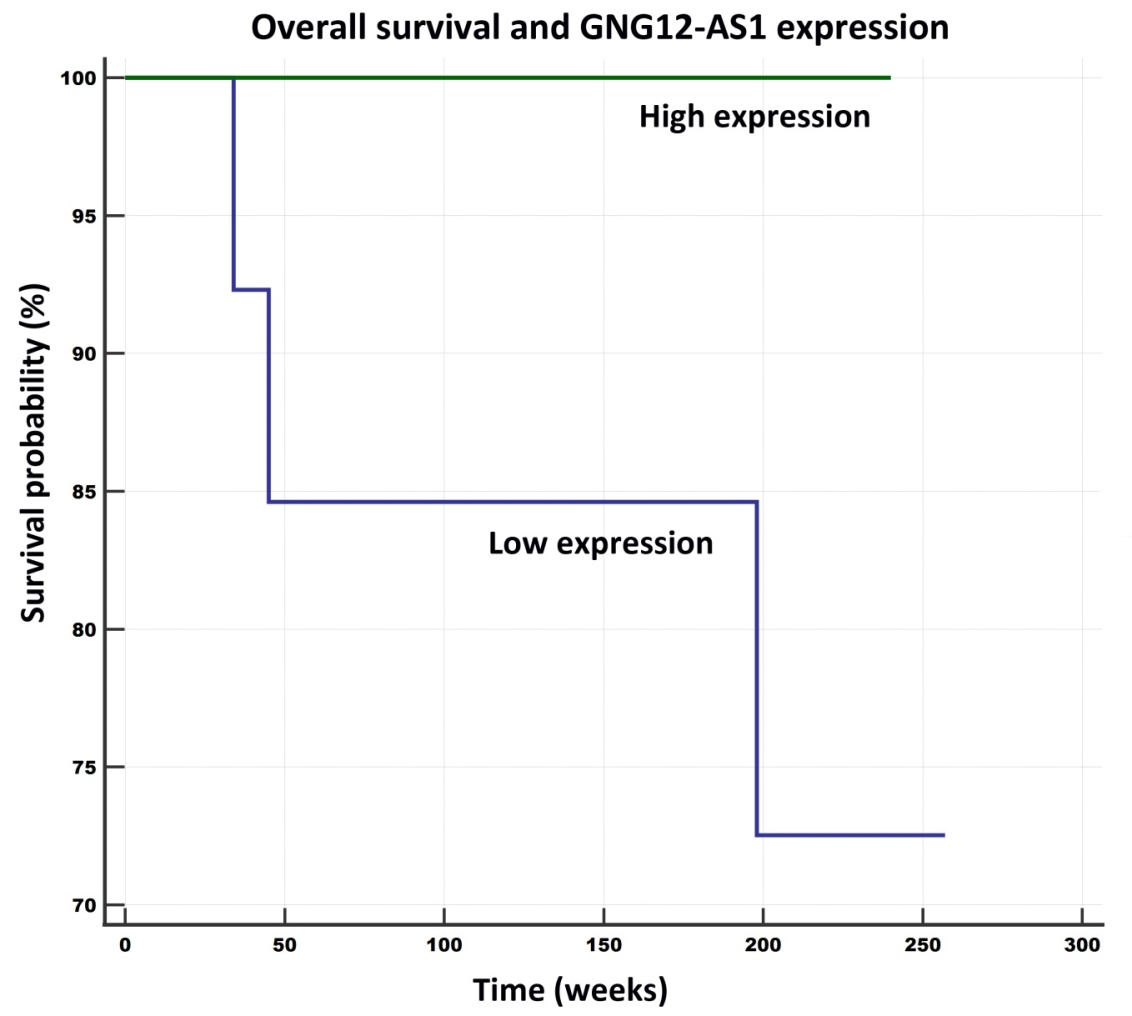 Overall survival and GNG12-AS1 expression
100
95
90
85
80
75
70
Survival probability (%)
High expression
Low expression
0 50 100 150 200 250 300
Time (weeks)